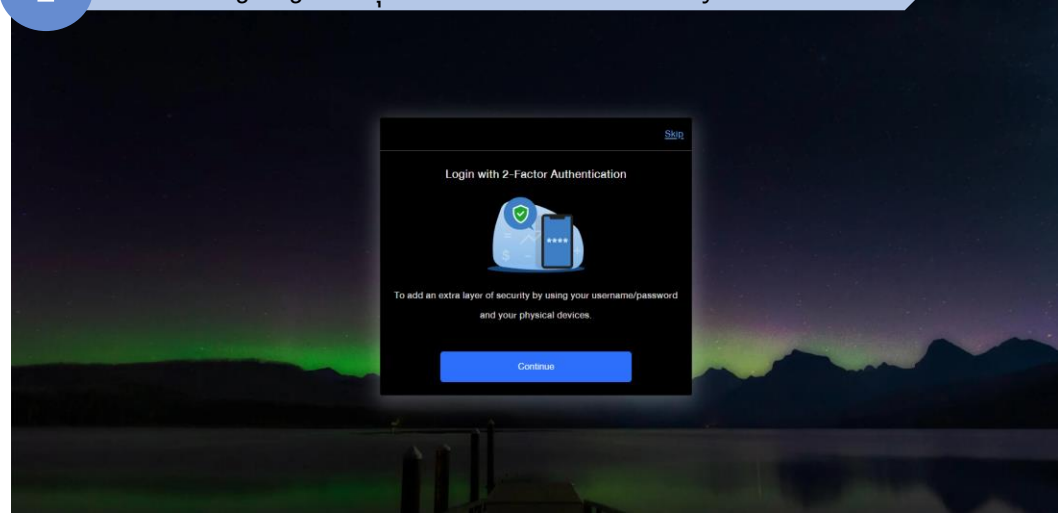 Skip
Login with 2-Factor Authentication
To add an extra layer of security by using your username/password
and your physical devices.
Continue